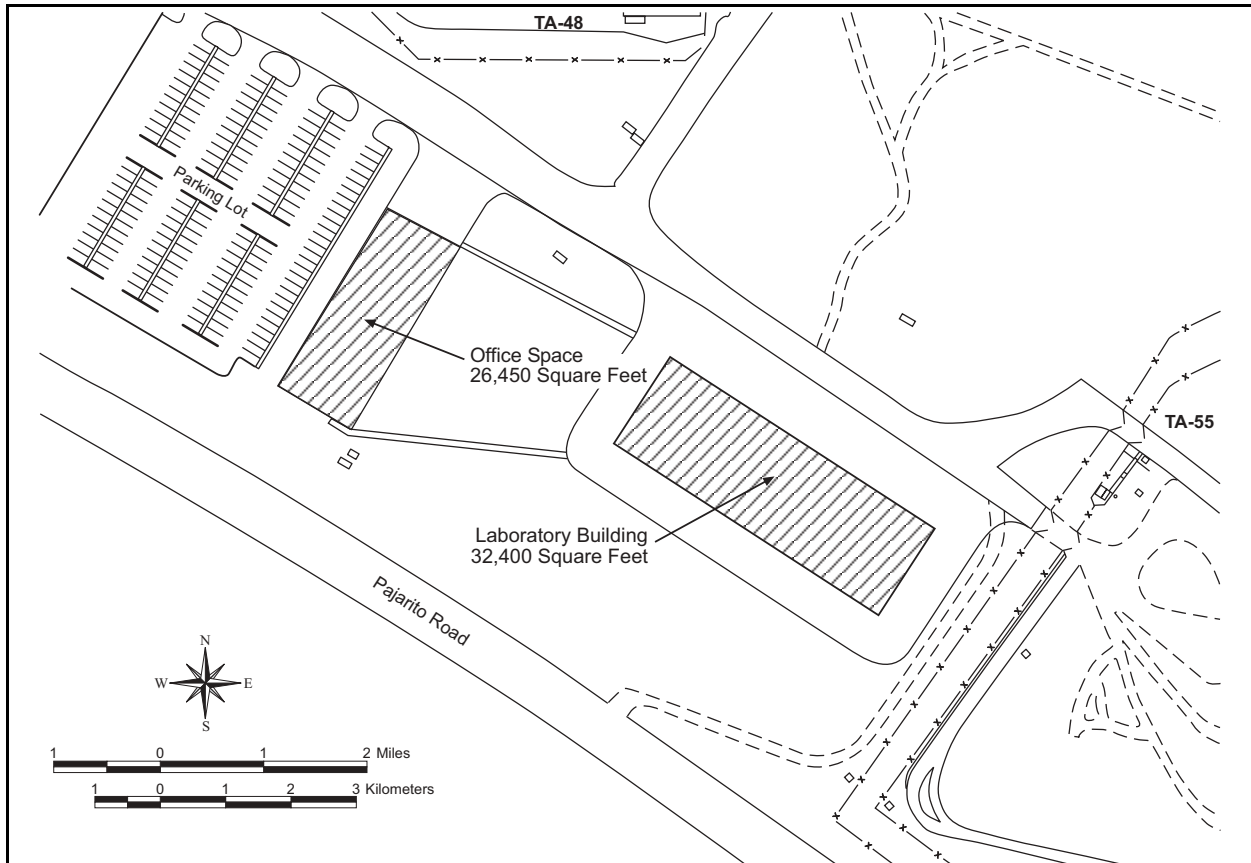 TA-48
Parking Lot
Office Space
26,450 Square Feet
TA-55
Laboratory Building
32,400 Square Feet
Pajarito Road
N
W E
S
1 0 1 2 Miles
1 0 1 2 3 Kilometers